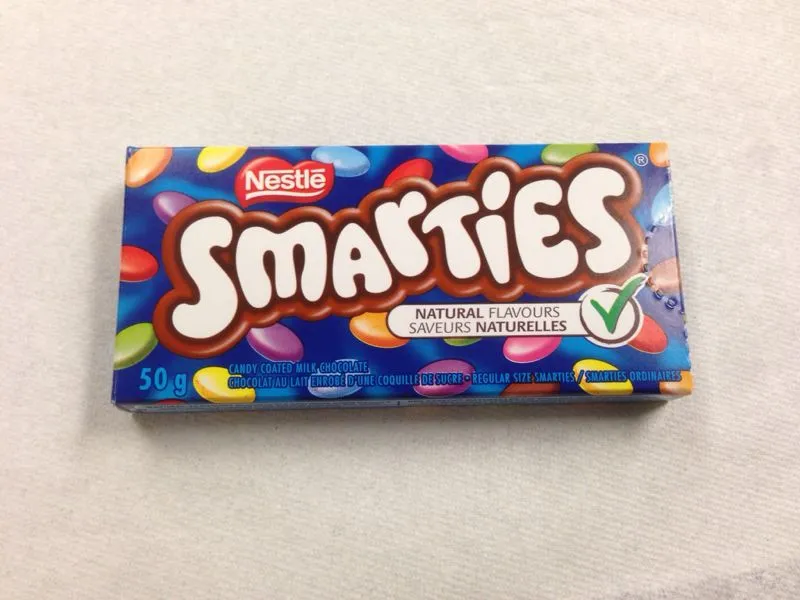 Nestlé
SMARTIES ®
NATURAL FLAVOURS
SAVEURS NATURELLES
50 g
CANDY COATED MILK CHOCOLATE
CHOCOLAT AU LAIT ENROBÉ D'UNE COQUILLE DE SUCRE • REGULAR SIZE SMARTIES / SMARTIES ORDINAIRES